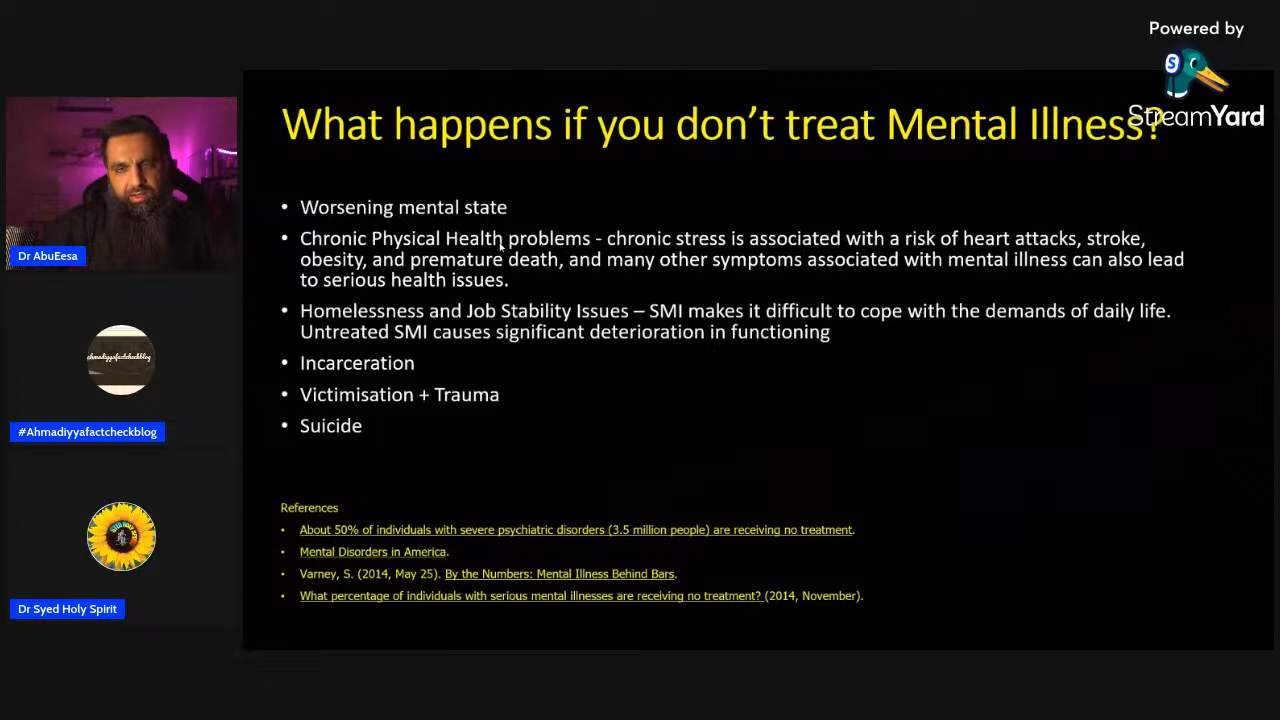 Powered by
StreamYard
What happens if you don't treat Mental Illness?
• Worsening mental state
• Chronic Physical Health problems - chronic stress is associated with a risk of heart attacks, stroke,
obesity, and premature death, and many other symptoms associated with mental illness can also lead
to serious health issues.
• Homelessness and Job Stability Issues – SMI makes it difficult to cope with the demands of daily life.
Untreated SMI causes significant deterioration in functioning
• Incarceration
• Victimisation + Trauma
• Suicide
References
• About 50% of individuals with severe psychiatric disorders (3.5 million people) are receiving no treatment.
• Mental Disorders in America.
• Varney, S. (2014, May 25). By the Numbers: Mental Illness Behind Bars.
• What percentage of individuals with serious mental illnesses are receiving no treatment? (2014, November).
Dr AbuEesa
ahmadiyyafactcheckblog
#Ahmadiyyafactcheckblog
Dr Syed Holy Spirit